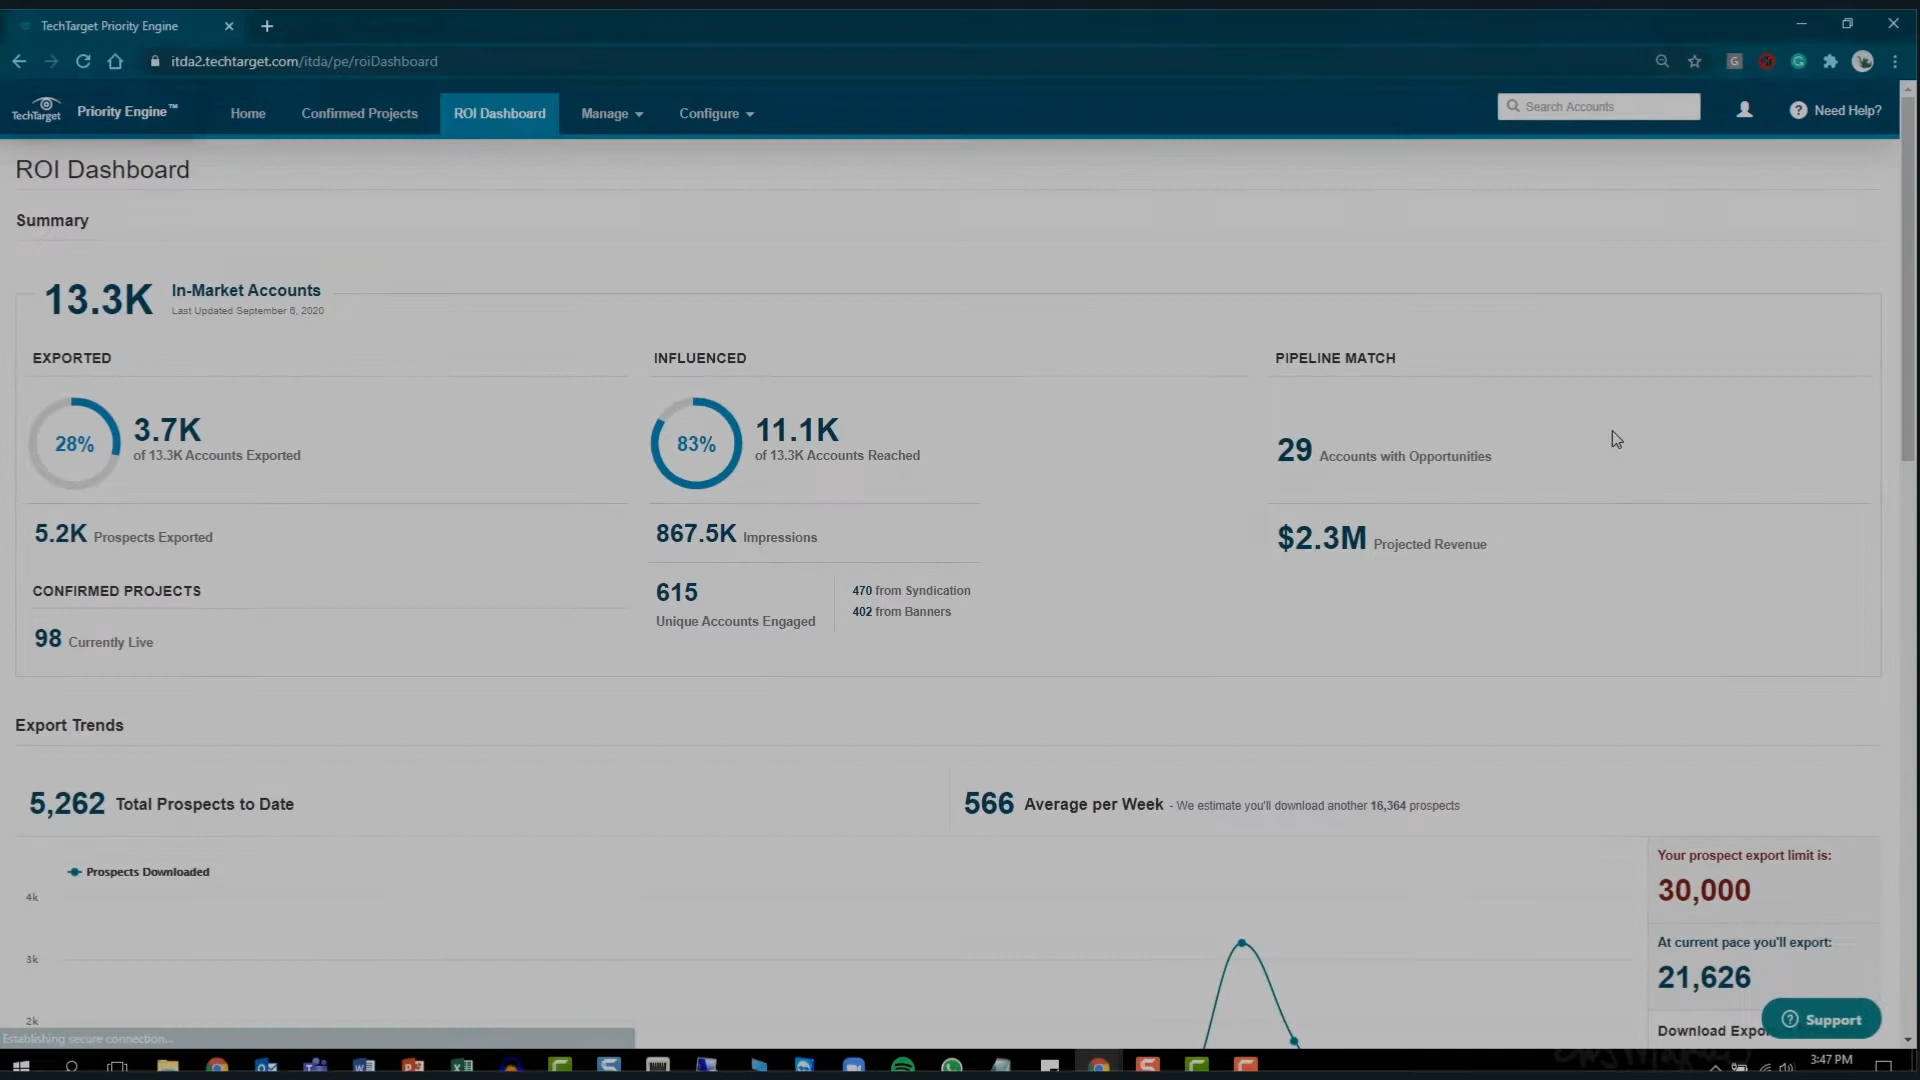 TechTarget Priority Engine
itda2.techtarget.com/itda/pe/roiDashboard
TechTarget
Priority Engine™
Home
Confirmed Projects
ROI Dashboard
Manage
Configure
Search Accounts
Need Help?
ROI Dashboard
Summary
13.3K
In-Market Accounts
Last Updated September 6, 2020
EXPORTED
28%
3.7K
of 13.3K Accounts Exported
5.2K Prospects Exported
CONFIRMED PROJECTS
98 Currently Live
INFLUENCED
83%
11.1K
of 13.3K Accounts Reached
867.5K Impressions
615
Unique Accounts Engaged
470 from Syndication
402 from Banners
PIPELINE MATCH
29 Accounts with Opportunities
$2.3M Projected Revenue
Export Trends
5,262 Total Prospects to Date
566 Average per Week - We estimate you'll download another 16,364 prospects
Prospects Downloaded
4k
3k
2k
Your prospect export limit is:
30,000
At current pace you'll export:
21,626
Download
Support
Establishing secure connection...
3:47 PM